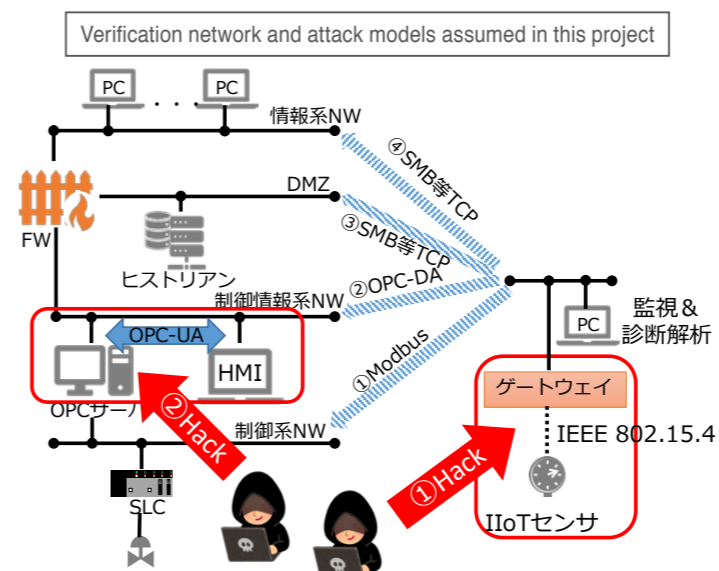 Verification network and attack models assumed in this project
PC
PC
情報系NW
④SMB等TCP
DMZ
③SMB等TCP
FW
ヒストリアン
②OPC-DA
制御情報系NW
OPC-UA
PC
監視&
診断解析
①Modbus
HMI
ゲートウェイ
OPCサーバ
②Hack
制御系NW
IEEE 802.15.4
①Hack
SLC
IIoTセンサ